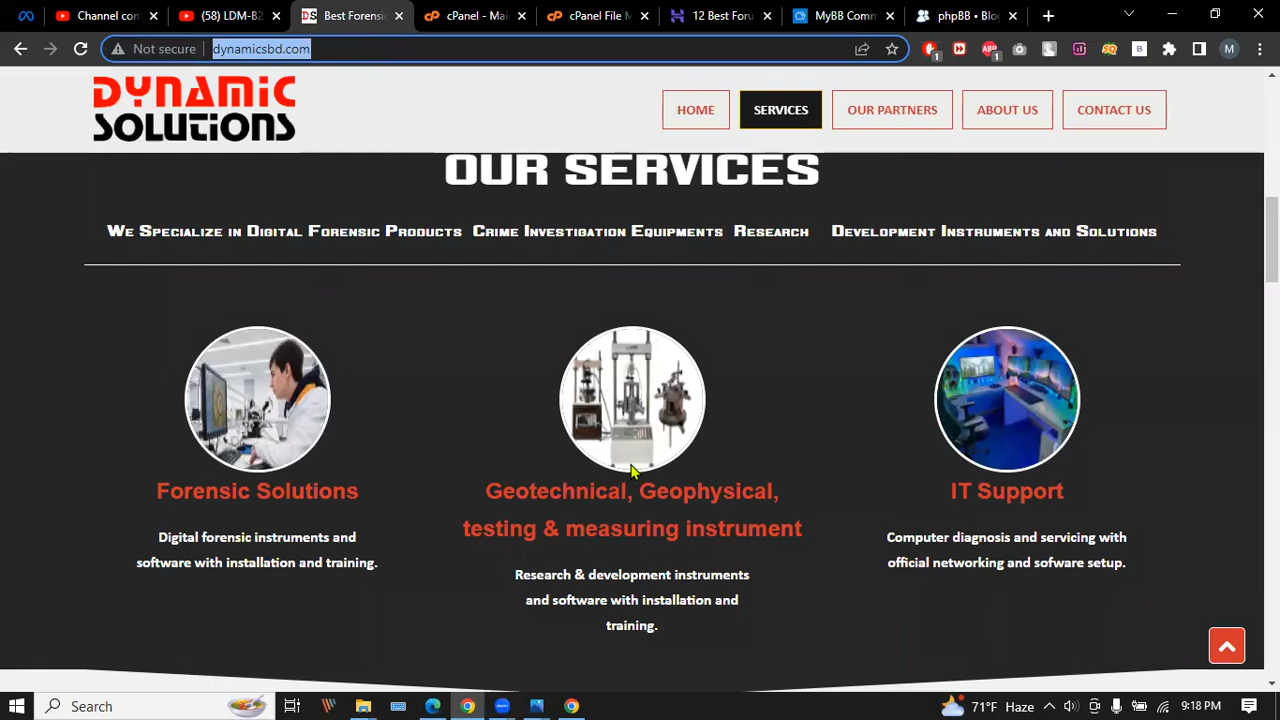 Channel con
(58) LDM-B2
Best Forensi
cPanel - Mai
cPanel File M
12 Best Foru
MyBB Comm
phpBB • Blo
Not secure
dynamicsbd.com
DYNAMIC
SOLUTIONS
HOME
SERVICES
OUR PARTNERS
ABOUT US
CONTACT US
OUR SERVICES
We Specialize in Digital Forensic Products Crime Investigation Equipments Research Development Instruments and Solutions
Forensic Solutions
Digital forensic instruments and
software with installation and training.
Geotechnical, Geophysical,
testing & measuring instrument
Research & development instruments
and software with installation and
training.
IT Support
Computer diagnosis and servicing with
official networking and sofware setup.
Search
71°F Haze
9:18 PM